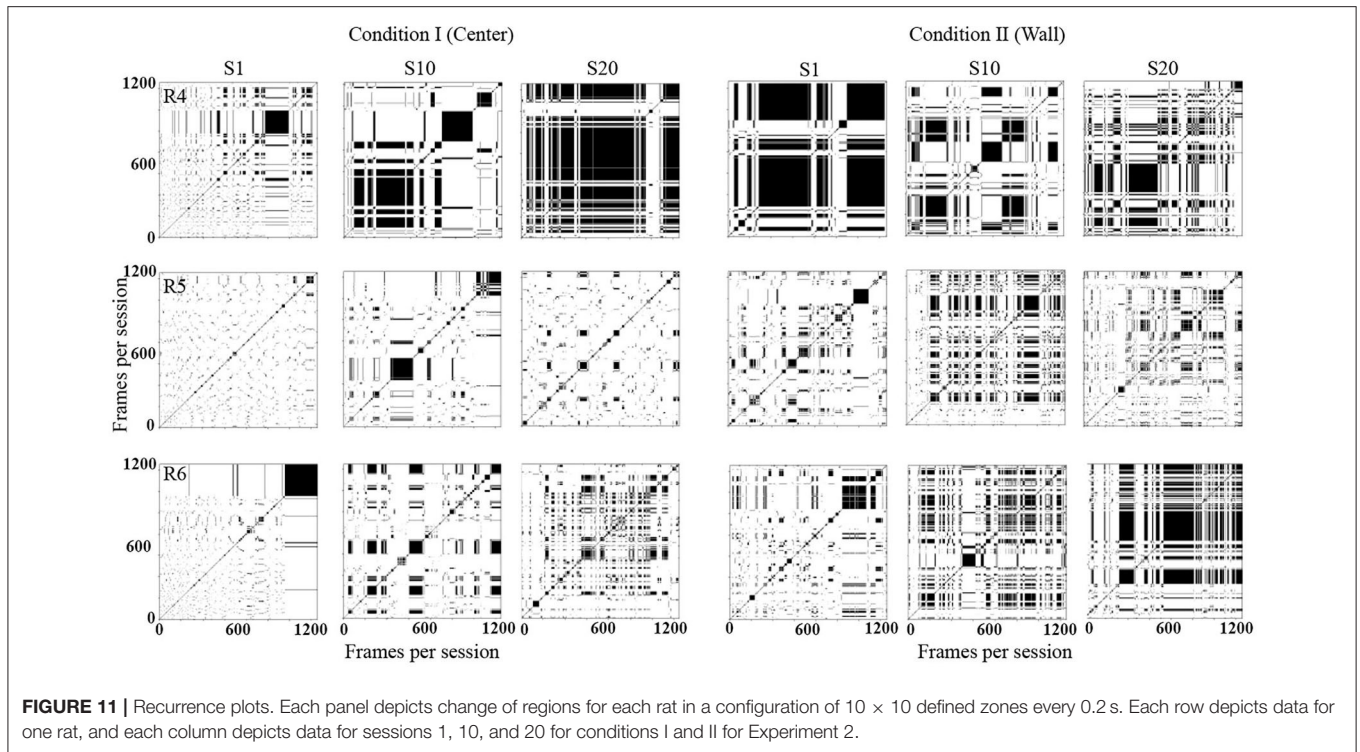 Condition I (Center) Condition II (Wall)
S1 S10 S20 S1 S10 S20
1200
R4
600
0
1200
R5
600
0
Frames per session
1200
R6
600
0
0 600 1200 0 600 1200 0 600 1200 0 600 1200 0 600 1200 0 600 1200
Frames per session Frames per session
FIGURE 11 | Recurrence plots. Each panel depicts change of regions for each rat in a configuration of 10 × 10 defined zones every 0.2 s. Each row depicts data for
one rat, and each column depicts data for sessions 1, 10, and 20 for conditions I and II for Experiment 2.